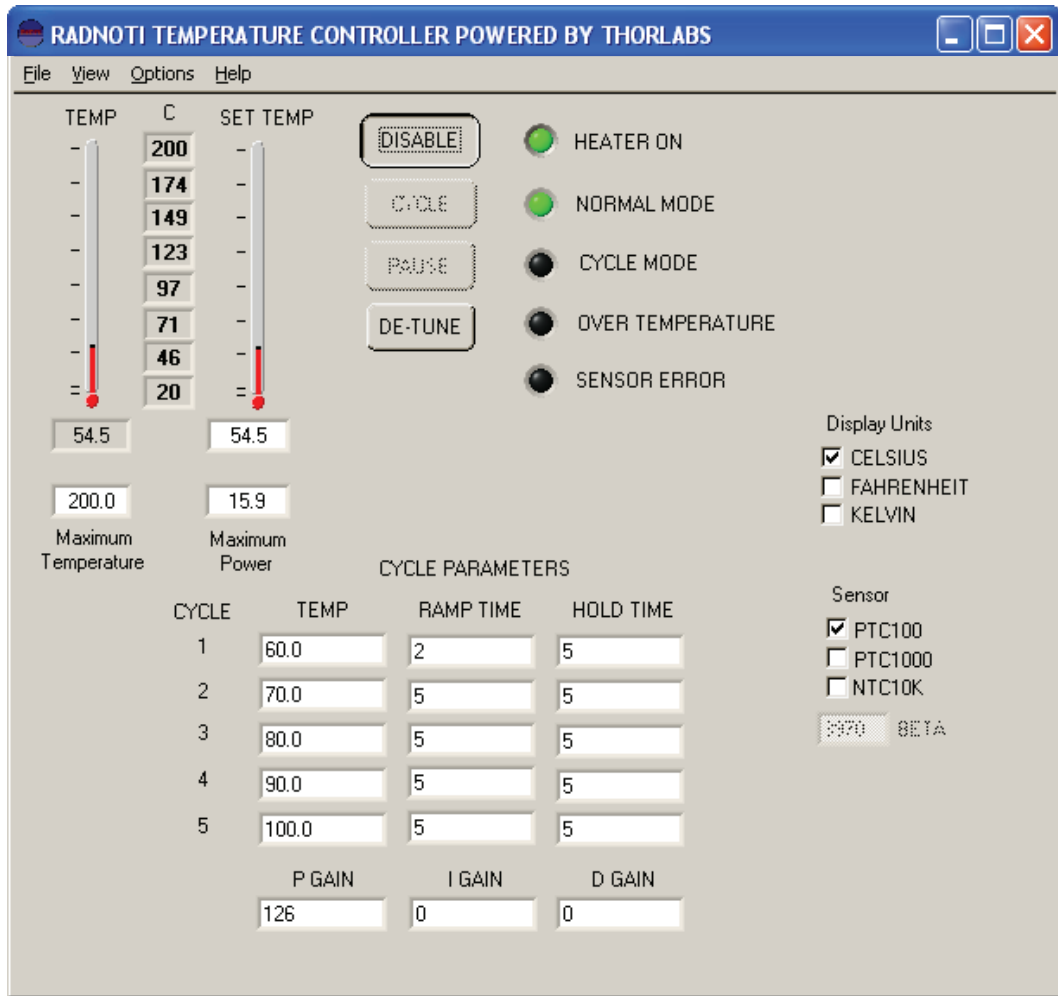 RADNOTI TEMPERATURE CONTROLLER POWERED BY THORLABS
File View Options Help
TEMP C SET TEMP
200
174
149
123
97
71
46
20
54.5 54.5
200.0 15.9
Maximum Temperature
Maximum Power
DISABLE
CYCLE
PAUSE
DE-TUNE
HEATER ON
NORMAL MODE
CYCLE MODE
OVER TEMPERATURE
SENSOR ERROR
Display Units
CELSIUS
FAHRENHEIT
KELVIN
CYCLE PARAMETERS
CYCLE TEMP RAMP TIME HOLD TIME
1 60.0 2 5
2 70.0 5 5
3 80.0 5 5
4 90.0 5 5
5 100.0 5 5
P GAIN I GAIN D GAIN
126 0 0
Sensor
PTC100
PTC1000
NTC10K
3970 BETA